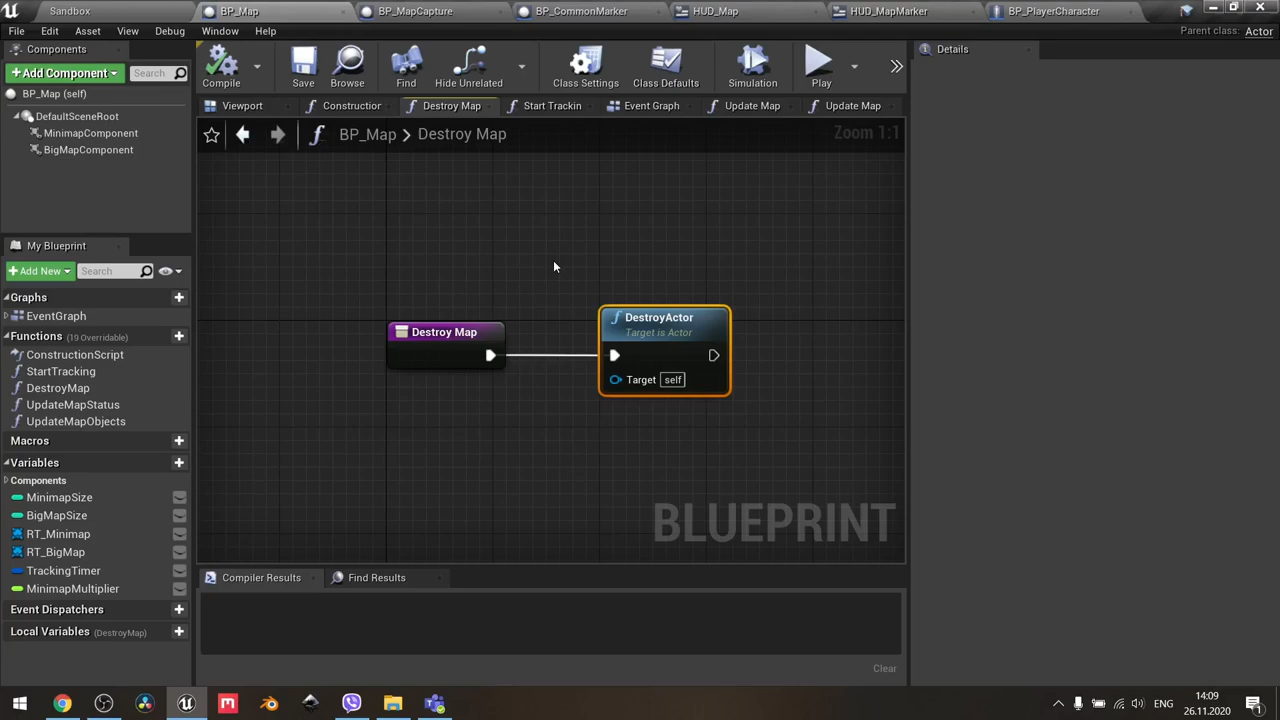 Sandbox
BP_Map
BP_MapCapture
BP_CommonMarker
HUD_Map
HUD_MapMarker
BP_PlayerCharacter
File Edit Asset View Debug Window Help
Parent class: Actor
Components
Add Component
Search
BP_Map (self)
DefaultSceneRoot
MinimapComponent
BigMapComponent
My Blueprint
Add New
Search
Graphs
EventGraph
Functions (19 Overridable)
ConstructionScript
StartTracking
DestroyMap
UpdateMapStatus
UpdateMapObjects
Macros
Variables
Components
MinimapSize
BigMapSize
RT_Minimap
RT_BigMap
TrackingTimer
MinimapMultiplier
Event Dispatchers
Local Variables (DestroyMap)
Compile
Save
Browse
Find
Hide Unrelated
Class Settings
Class Defaults
Simulation
Play
Viewport
Construction
Destroy Map
Start Trackin
Event Graph
Update Map
Update Map
BP_Map > Destroy Map
Zoom 1:1
Destroy Map
DestroyActor
Target is Actor
Target self
BLUEPRINT
Compiler Results
Find Results
Clear
Details
ENG
14:09
26.11.2020
1